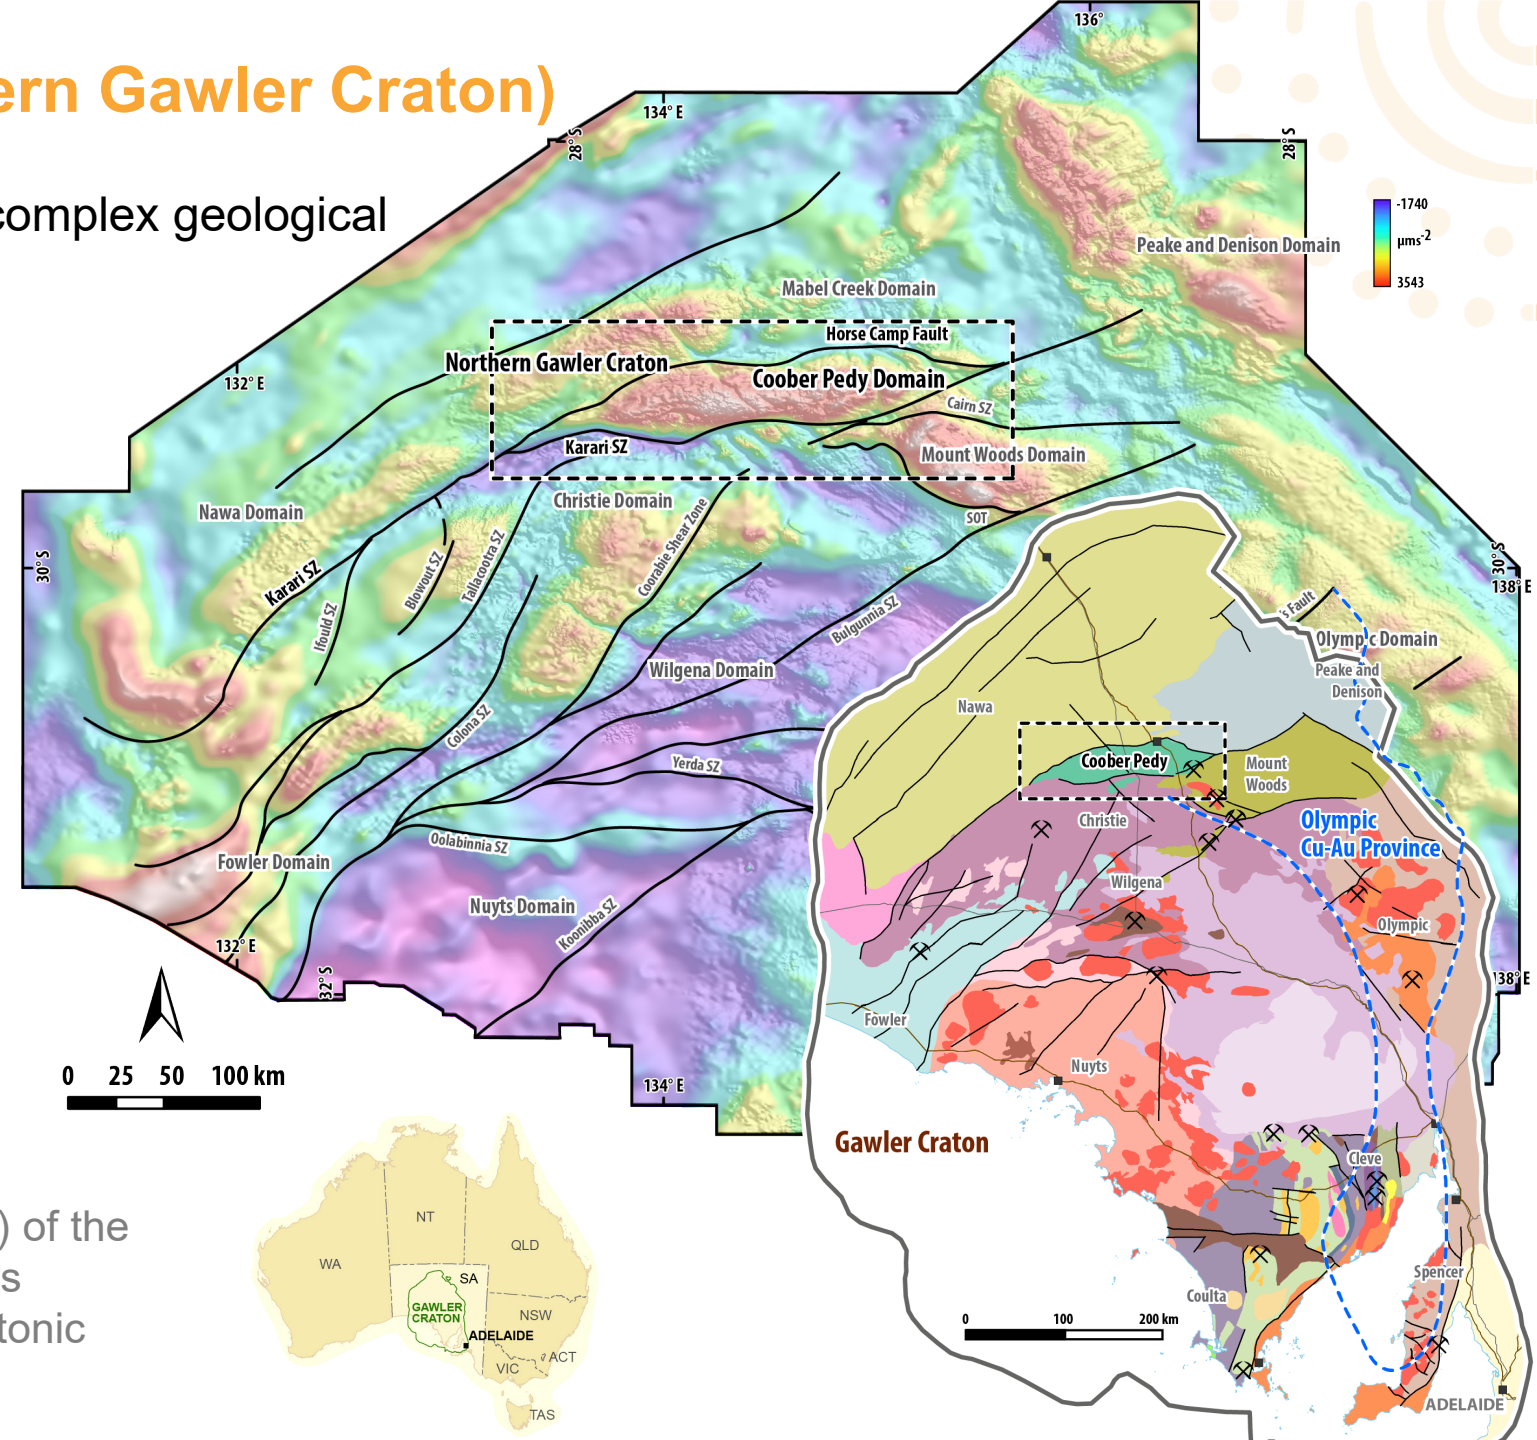 ern Gawler Craton)
complex geological
136°
134° E
28° S
28° S
-1740
µms-2
3543
Peake and Denison Domain
Mabel Creek Domain
Horse Camp Fault
Northern Gawler Craton
Coober Pedy Domain
132° E
Cairn SZ
Karari SZ
Mount Woods Domain
Christie Domain
Nawa Domain
SOT
Coorabie Shear Zone
Tallacootra SZ
Blowout SZ
30° S
Karari SZ
Ifould SZ
30° S
138° E
Bulgunnia SZ
's Fault
Olympic Domain
Wilgena Domain
Peake and
Denison
Nawa
Colona SZ
Yerda SZ
Coober Pedy
Mount
Woods
Christie
Olympic
Cu-Au Province
Oolabinnia SZ
Fowler Domain
Wilgena
Nuyts Domain
Koonibba SZ
Olympic
132° E
32° S
138° E
Fowler
0 25 50 100 km
134° E
Nuyts
Gawler Craton
Cleve
) of the
s
tonic
NT
WA
QLD
SA
GAWLER
CRATON
NSW
ADELAIDE
ACT
VIC
TAS
Spencer
Coulta
0 100 200 km
ADELAIDE